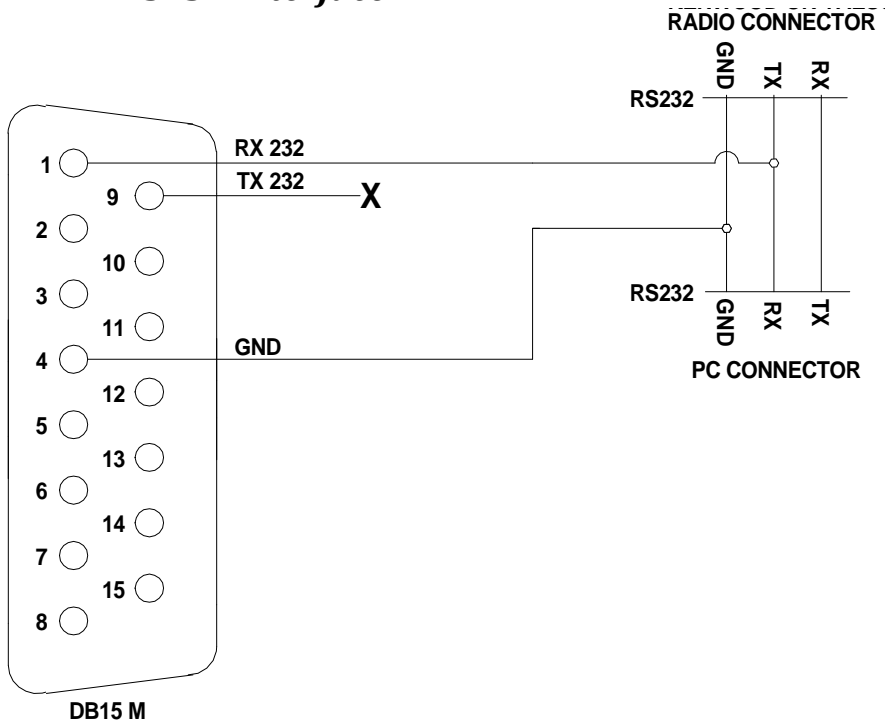 RADIO CONNECTOR
GND TX RX
RS232
1
RX 232
9
TX 232
X
2
10
3
RS232
11
GND RX TX
4
GND
PC CONNECTOR
12
5
13
6
14
7
15
8
DB15 M